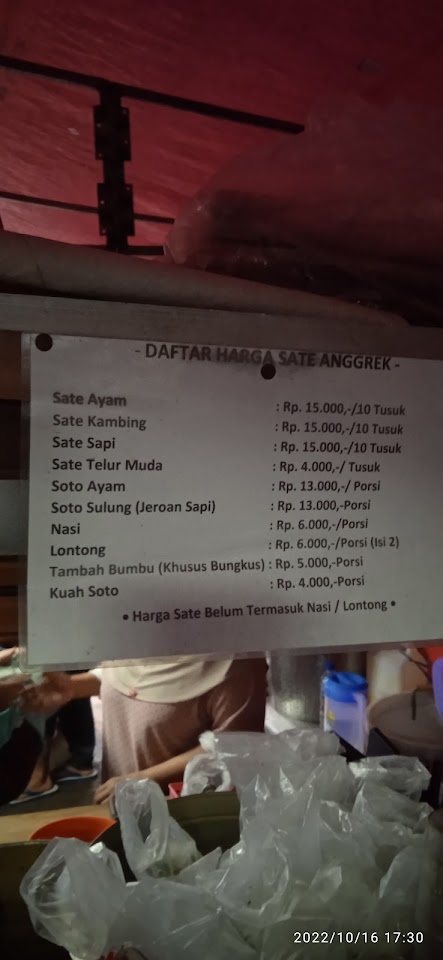 - DAFTAR HARGA SATE ANGGREK -
Sate Ayam : Rp. 15.000,-/10 Tusuk
Sate Kambing : Rp. 15.000,-/10 Tusuk
Sate Sapi : Rp. 15.000,-/10 Tusuk
Sate Telur Muda : Rp. 4.000,-/ Tusuk
Soto Ayam : Rp. 13.000,-/ Porsi
Soto Sulung (Jeroan Sapi) : Rp. 13.000,-Porsi
Nasi : Rp. 6.000,-/Porsi
Lontong : Rp. 6.000,-/Porsi (Isi 2)
Tambah Bumbu (Khusus Bungkus) : Rp. 5.000,-Porsi
Kuah Soto : Rp. 4.000,-Porsi
• Harga Sate Belum Termasuk Nasi / Lontong •
2022/10/16 17:30